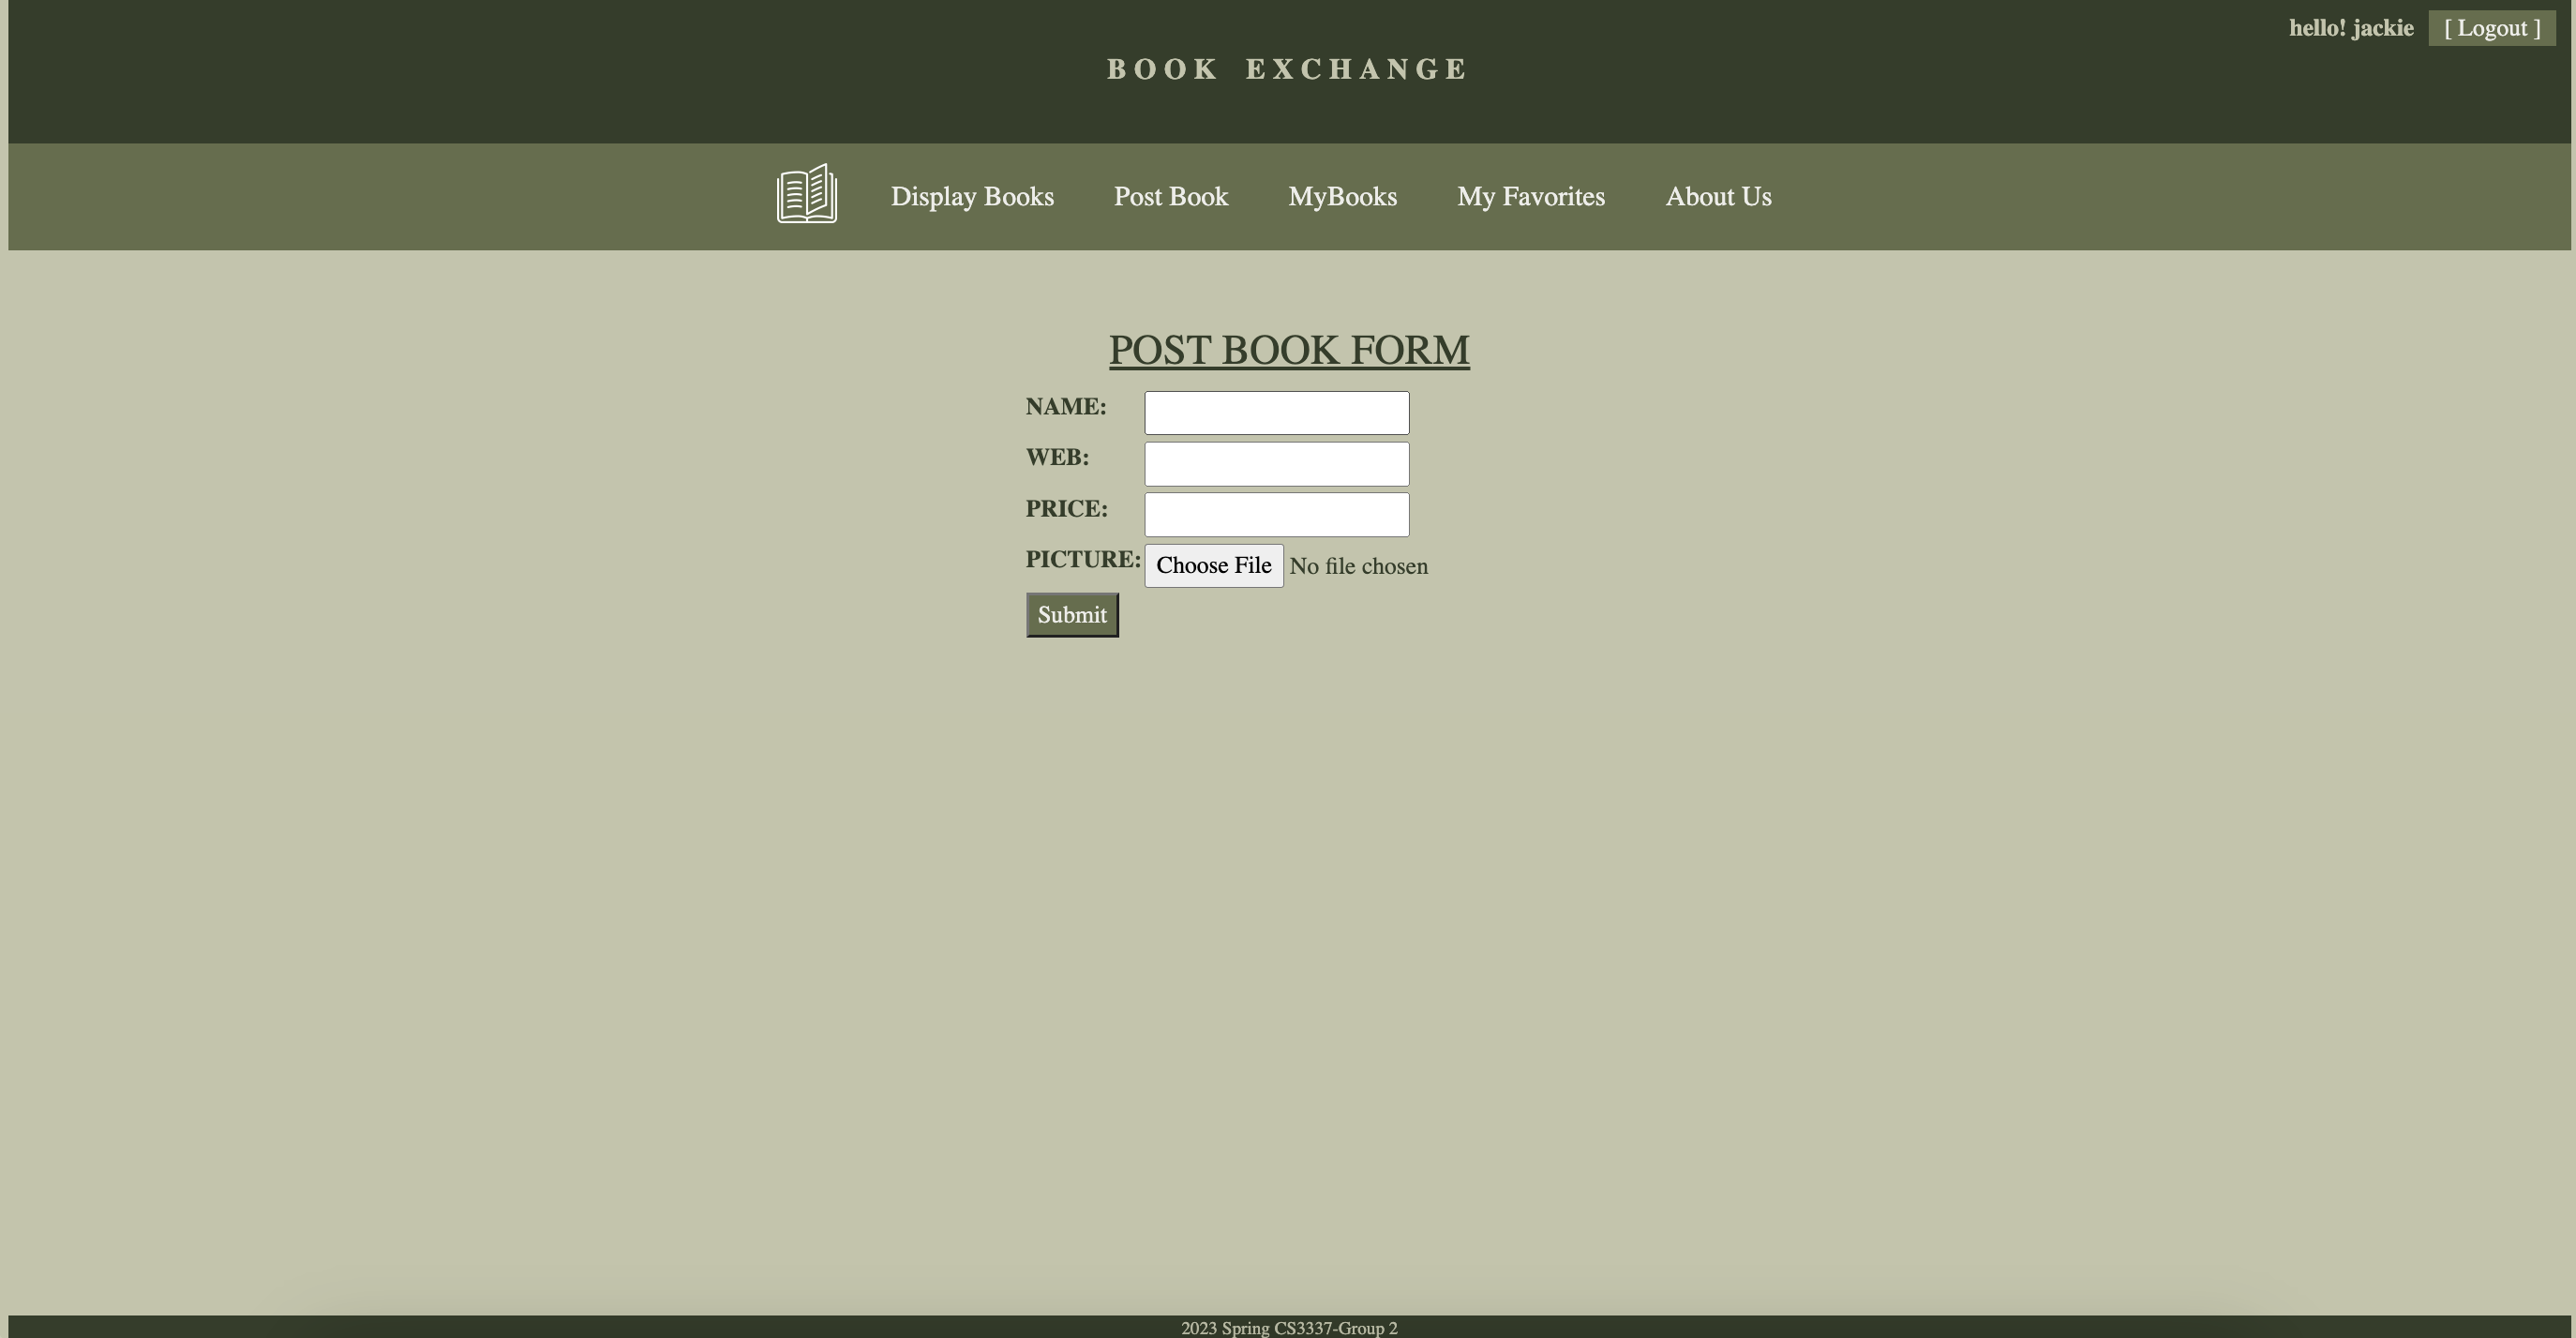 hello! jackie [ Logout ]
BOOK EXCHANGE
Display Books Post Book MyBooks My Favorites About Us
POST BOOK FORM
NAME:
WEB:
PRICE:
PICTURE: Choose File No file chosen
Submit
2023 Spring CS3337-Group 2